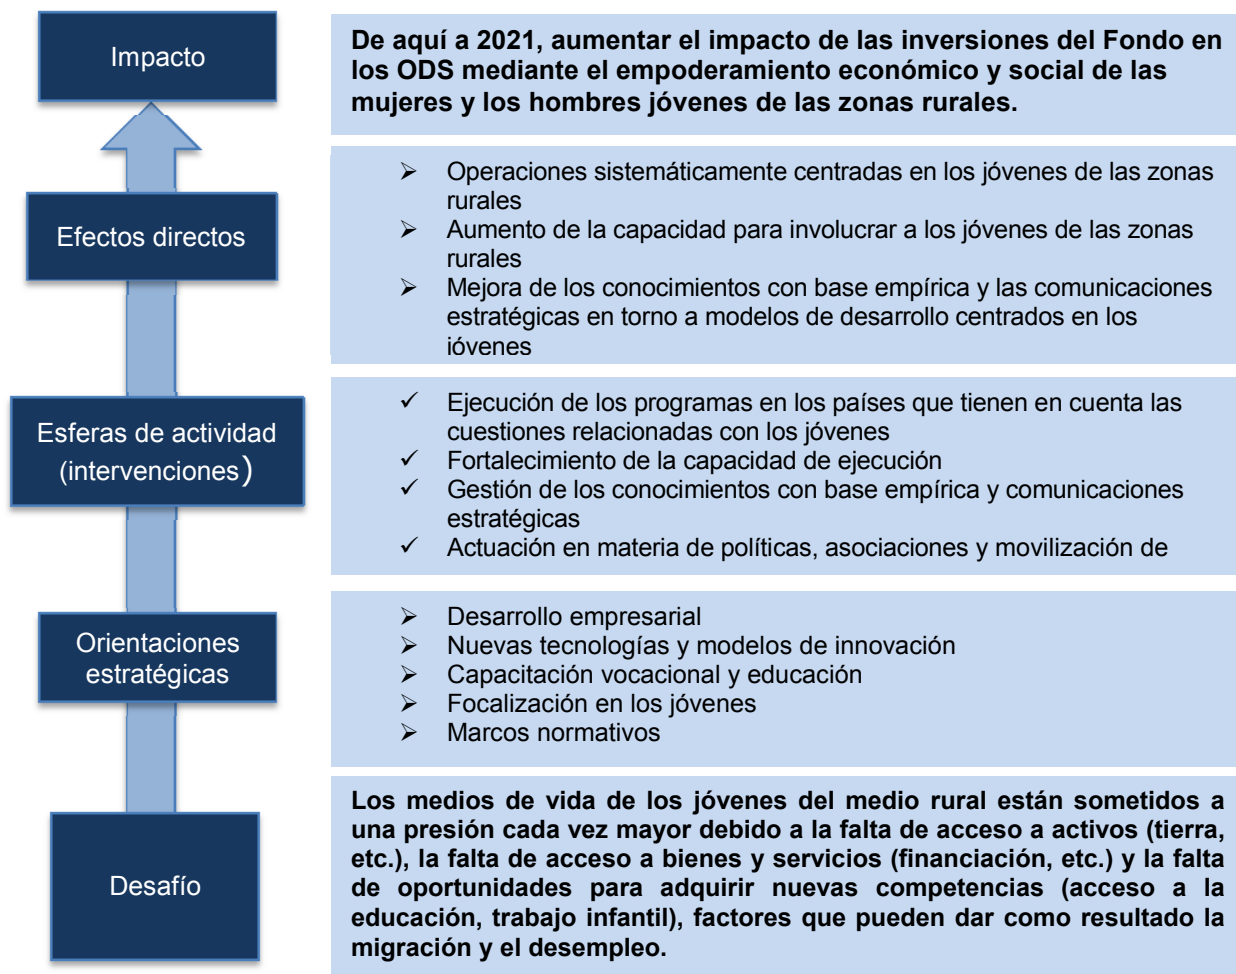 Impacto
De aquí a 2021, aumentar el impacto de las inversiones del Fondo en
los ODS mediante el empoderamiento económico y social de las
mujeres y los hombres jóvenes de las zonas rurales.
Efectos directos
➢ Operaciones sistemáticamente centradas en los jóvenes de las zonas
rurales
➢ Aumento de la capacidad para involucrar a los jóvenes de las zonas
rurales
➢ Mejora de los conocimientos con base empírica y las comunicaciones
estratégicas en torno a modelos de desarrollo centrados en los
jóvenes
Esferas de actividad
(intervenciones)
✓ Ejecución de los programas en los países que tienen en cuenta las
cuestiones relacionadas con los jóvenes
✓ Fortalecimiento de la capacidad de ejecución
✓ Gestión de los conocimientos con base empírica y comunicaciones
estratégicas
✓ Actuación en materia de políticas, asociaciones y movilización de
Orientaciones
estratégicas
➢ Desarrollo empresarial
➢ Nuevas tecnologías y modelos de innovación
➢ Capacitación vocacional y educación
➢ Focalización en los jóvenes
➢ Marcos normativos
Desafío
Los medios de vida de los jóvenes del medio rural están sometidos a
una presión cada vez mayor debido a la falta de acceso a activos (tierra,
etc.), la falta de acceso a bienes y servicios (financiación, etc.) y la falta
de oportunidades para adquirir nuevas competencias (acceso a la
educación, trabajo infantil), factores que pueden dar como resultado la
migración y el desempleo.